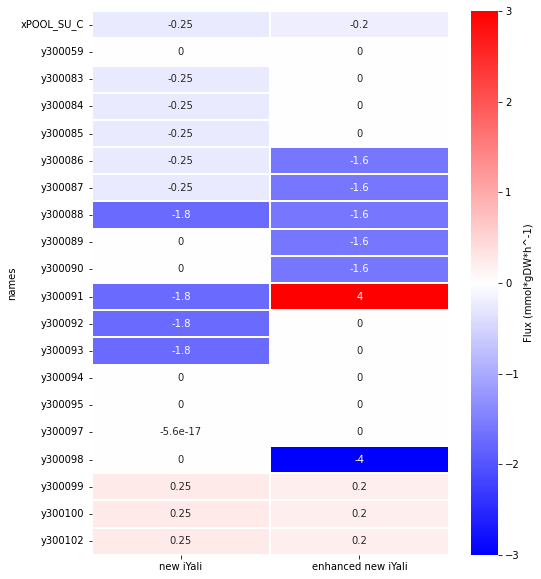 xPOOL_SU_C -0.25 -0.2
y300059 0 0
y300083 -0.25 0
y300084 -0.25 0
y300085 -0.25 0
y300086 -0.25 -1.6
y300087 -0.25 -1.6
y300088 -1.8 -1.6
y300089 0 -1.6
y300090 0 -1.6
y300091 -1.8 4
y300092 -1.8 0
y300093 -1.8 0
y300094 0 0
y300095 0 0
y300097 -5.6e-17 0
y300098 0 -4
y300099 0.25 0.2
y300100 0.25 0.2
y300102 0.25 0.2
new iYali enhanced new iYali
names
3
2
1
0
−1
−2
−3
Flux (mmol*gDW*h^-1)